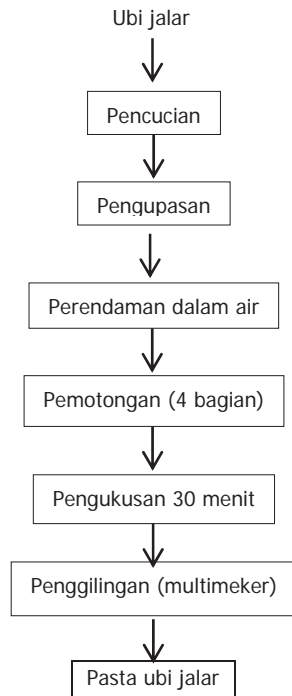 Ubi jalar
Pencucian
Pengupasan
Perendaman dalam air
Pemotongan (4 bagian)
Pengukusan 30 menit
Penggilingan (multimeker)
Pasta ubi jalar